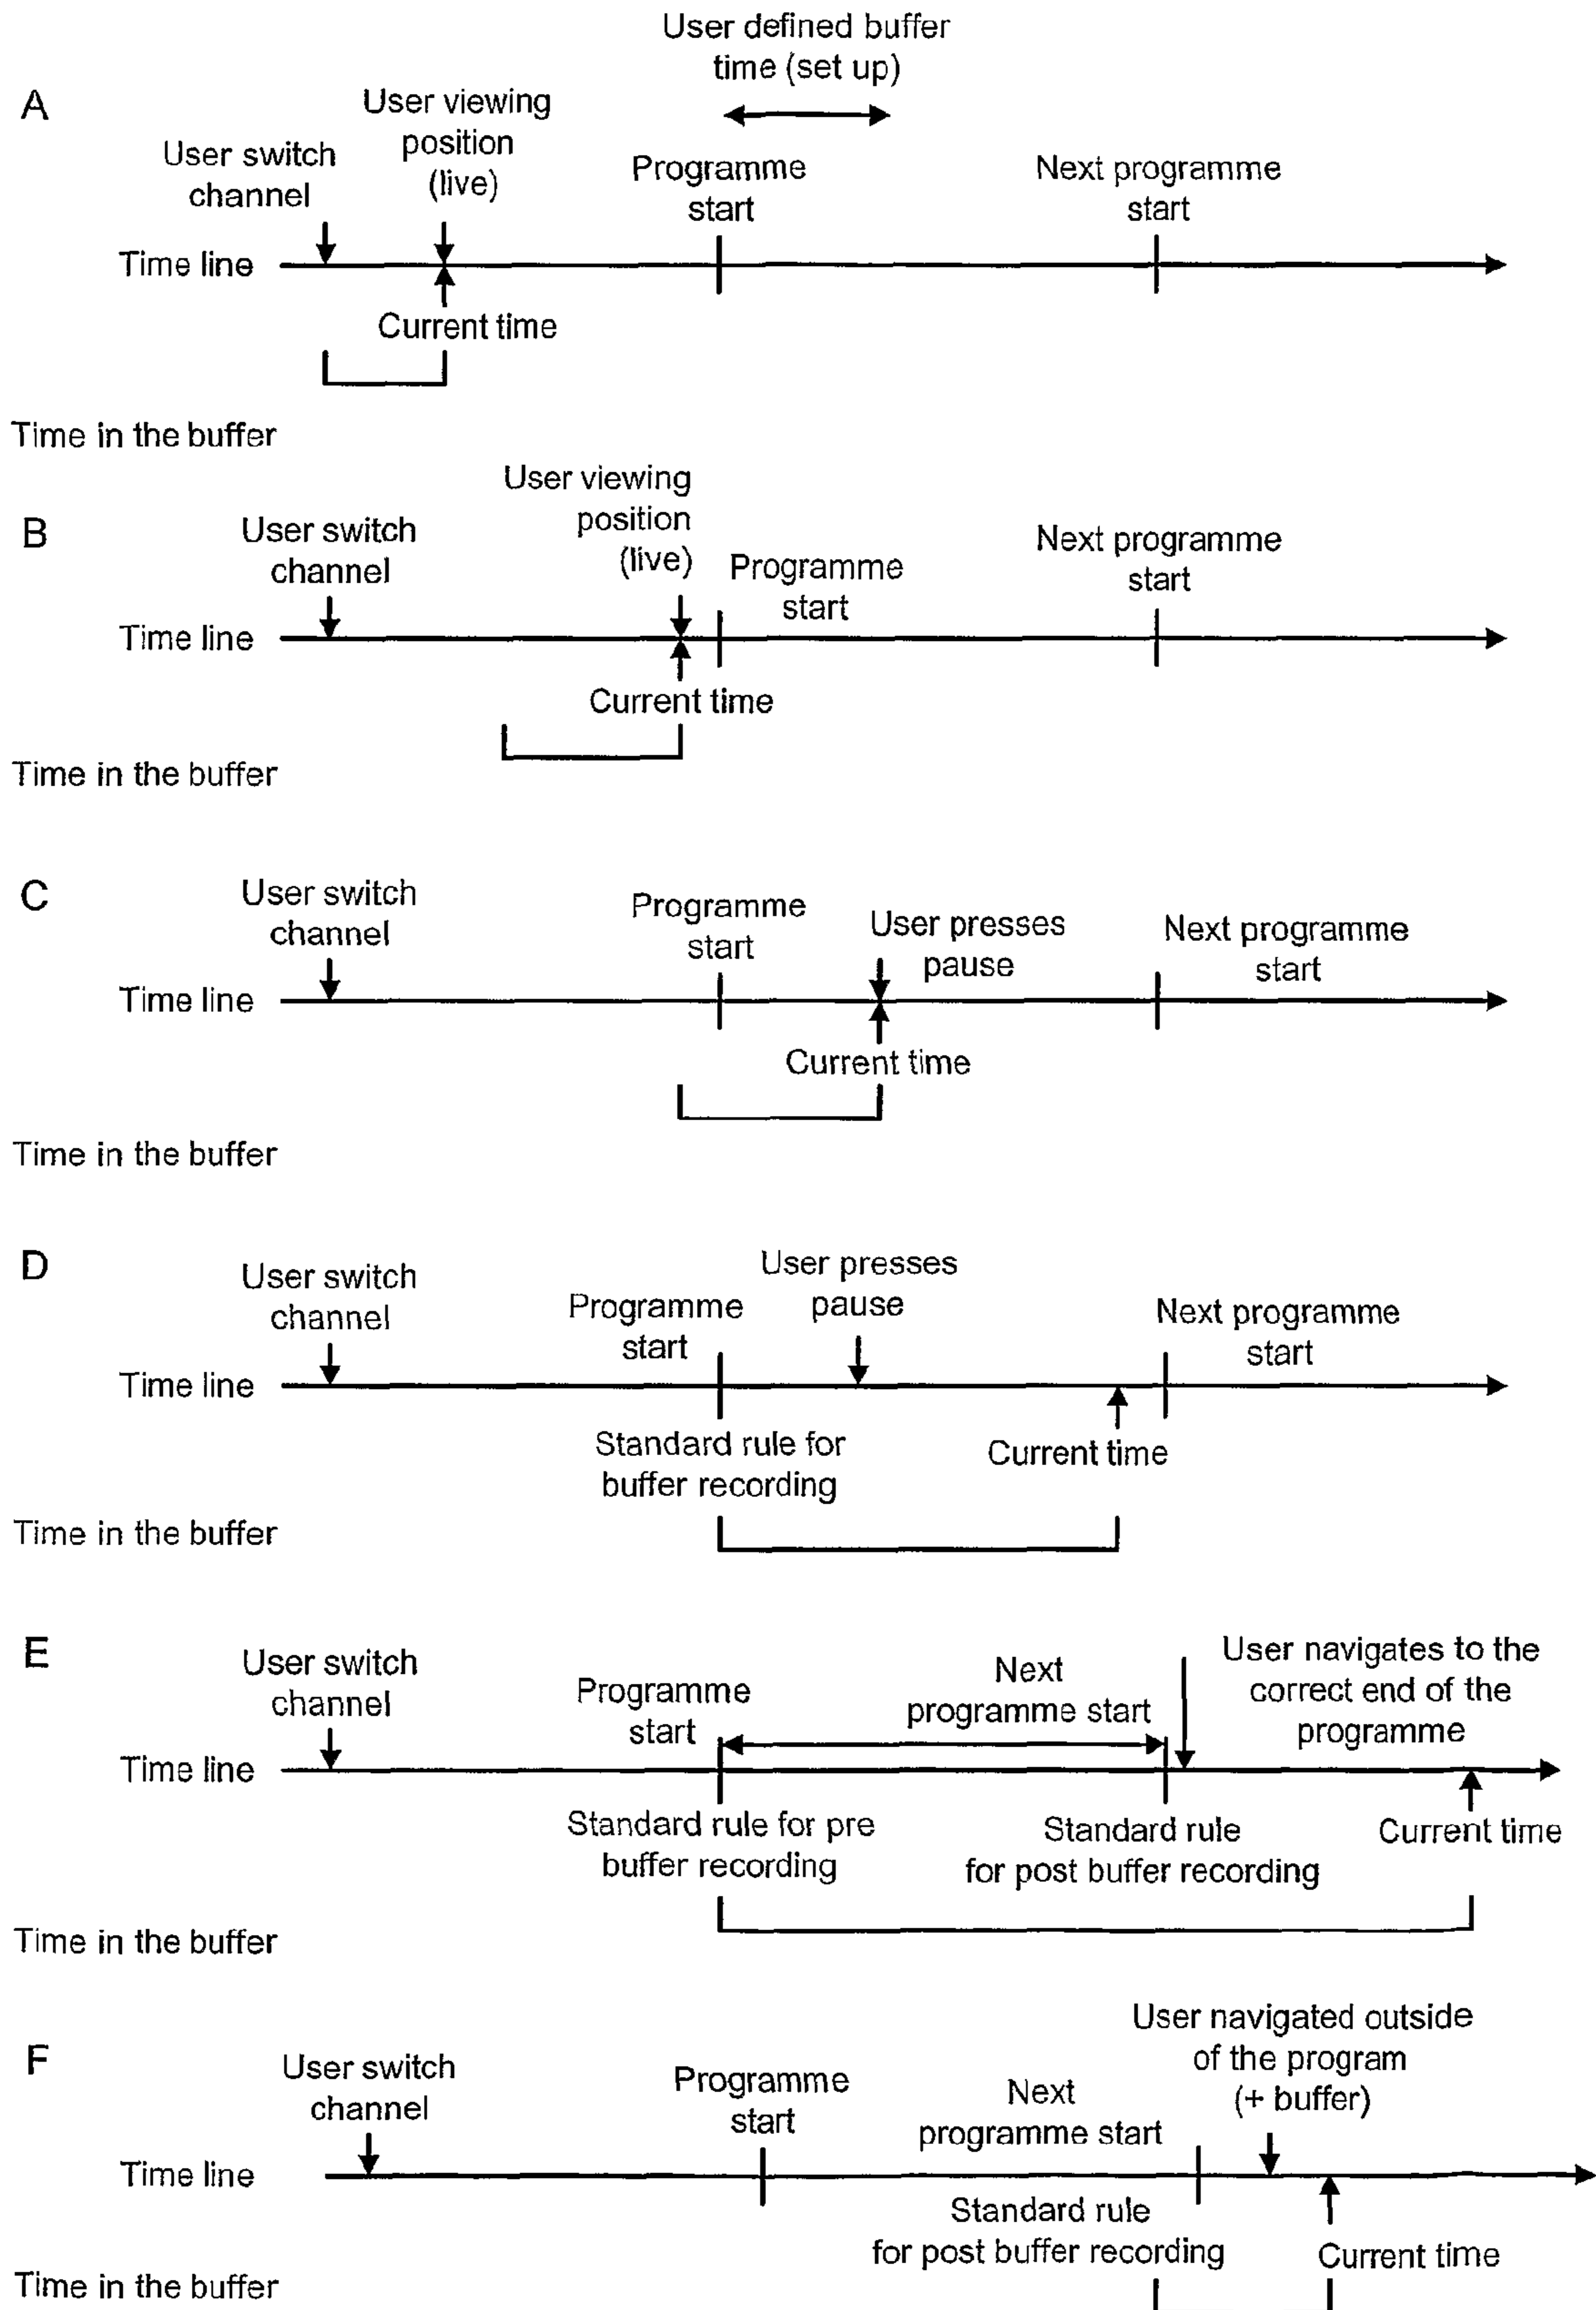 User defined buffer
time (set up)
A
User viewing
position
(live)
User switch
channel
Programme
start
Next programme
start
Time line
Current time
Time in the buffer
User viewing
position
(live)
B
User switch
channel
Programme
start
Next programme
start
Time line
Current time
Time in the buffer
C
User switch
channel
Programme
start
User presses
pause
Next programme
start
Time line
Current time
Time in the buffer
D
User switch
channel
Programme
start
User presses
pause
Next programme
start
Time line
Standard rule for
buffer recording
Current time
Time in the buffer
E
User switch
channel
Programme
start
Next
programme start
User navigates to the
correct end of the
programme
Time line
Standard rule for pre
buffer recording
Standard rule
for post buffer recording
Current time
Time in the buffer
F
User switch
channel
Programme
start
Next
programme start
User navigated outside
of the program
(+ buffer)
Time line
Standard rule
for post buffer recording
Current time
Time in the buffer